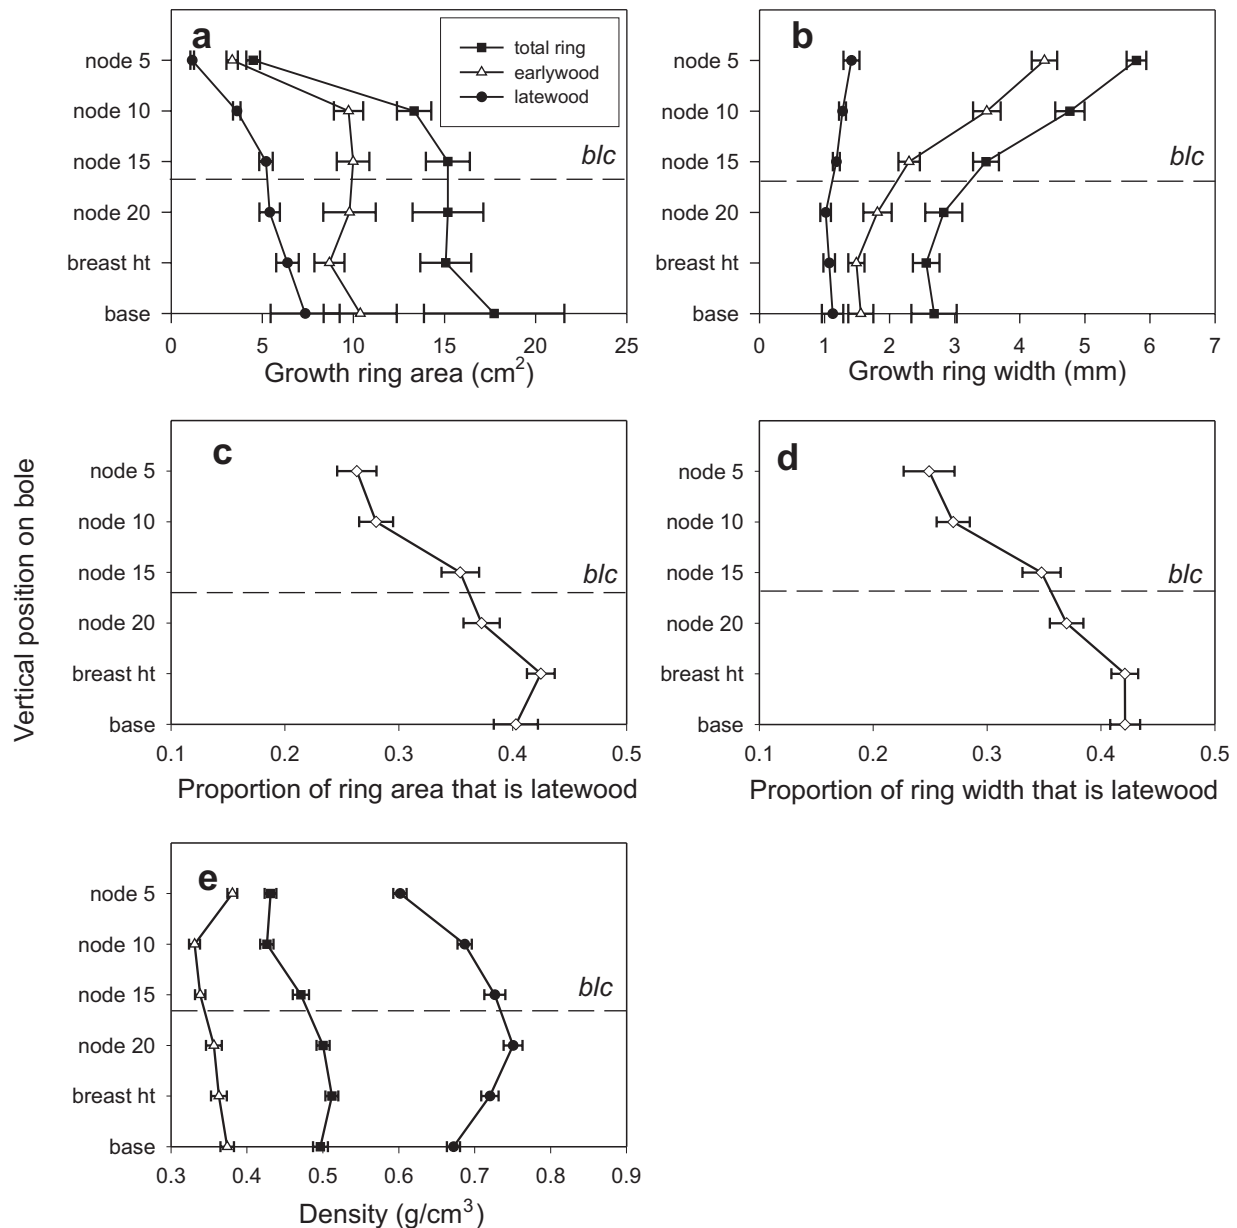 a
total ring
earlywood
latewood
node 5
node 10
node 15
blc
node 20
breast ht
base
0 5 10 15 20 25
Growth ring area (cm²)
b
node 5
node 10
node 15
blc
node 20
breast ht
base
0 1 2 3 4 5 6 7
Growth ring width (mm)
Vertical position on bole
c
node 5
node 10
node 15
blc
node 20
breast ht
base
0.1 0.2 0.3 0.4 0.5
Proportion of ring area that is latewood
d
node 5
node 10
node 15
blc
node 20
breast ht
base
0.1 0.2 0.3 0.4 0.5
Proportion of ring width that is latewood
e
node 5
node 10
node 15
blc
node 20
breast ht
base
0.3 0.4 0.5 0.6 0.7 0.8 0.9
Density (g/cm³)